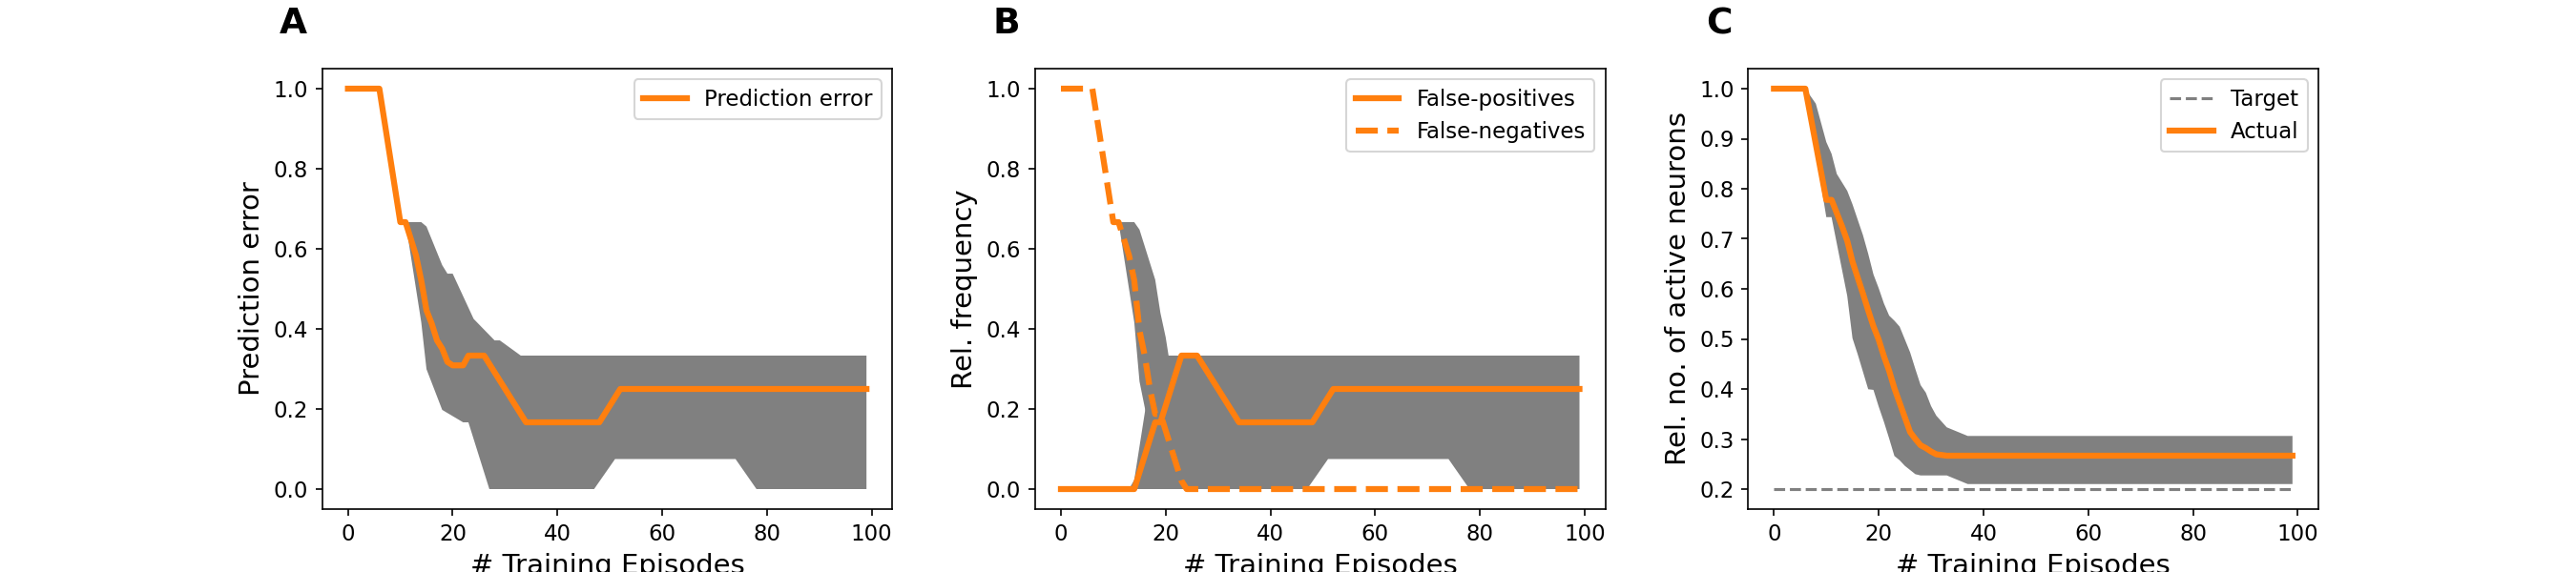 A
B
C
Prediction error
1.0
0.8
0.6
0.4
0.2
0.0
Prediction error
0
20
40
60
80
100
# Training Episodes
Rel. frequency
1.0
0.8
0.6
0.4
0.2
0.0
False-positives
False-negatives
0
20
40
60
80
100
# Training Episodes
Rel. no. of active neurons
1.0
0.9
0.8
0.7
0.6
0.5
0.4
0.3
0.2
Target
Actual
0
20
40
60
80
100
# Training Episodes